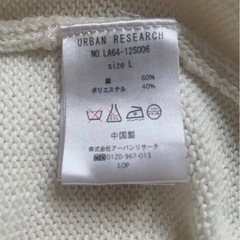 URBAN RESEARCH
NO.LA64-12S006
size L
綿 60%
ポリエステル 40%
中国製
株式会社アーバンリサーチ
0120-967-013
LOP